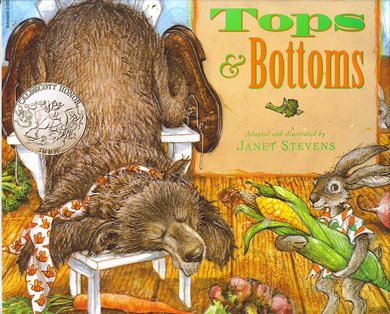 Tops
& Bottoms
Adapted and illustrated by
JANET STEVENS
CALDECOTT HONOR